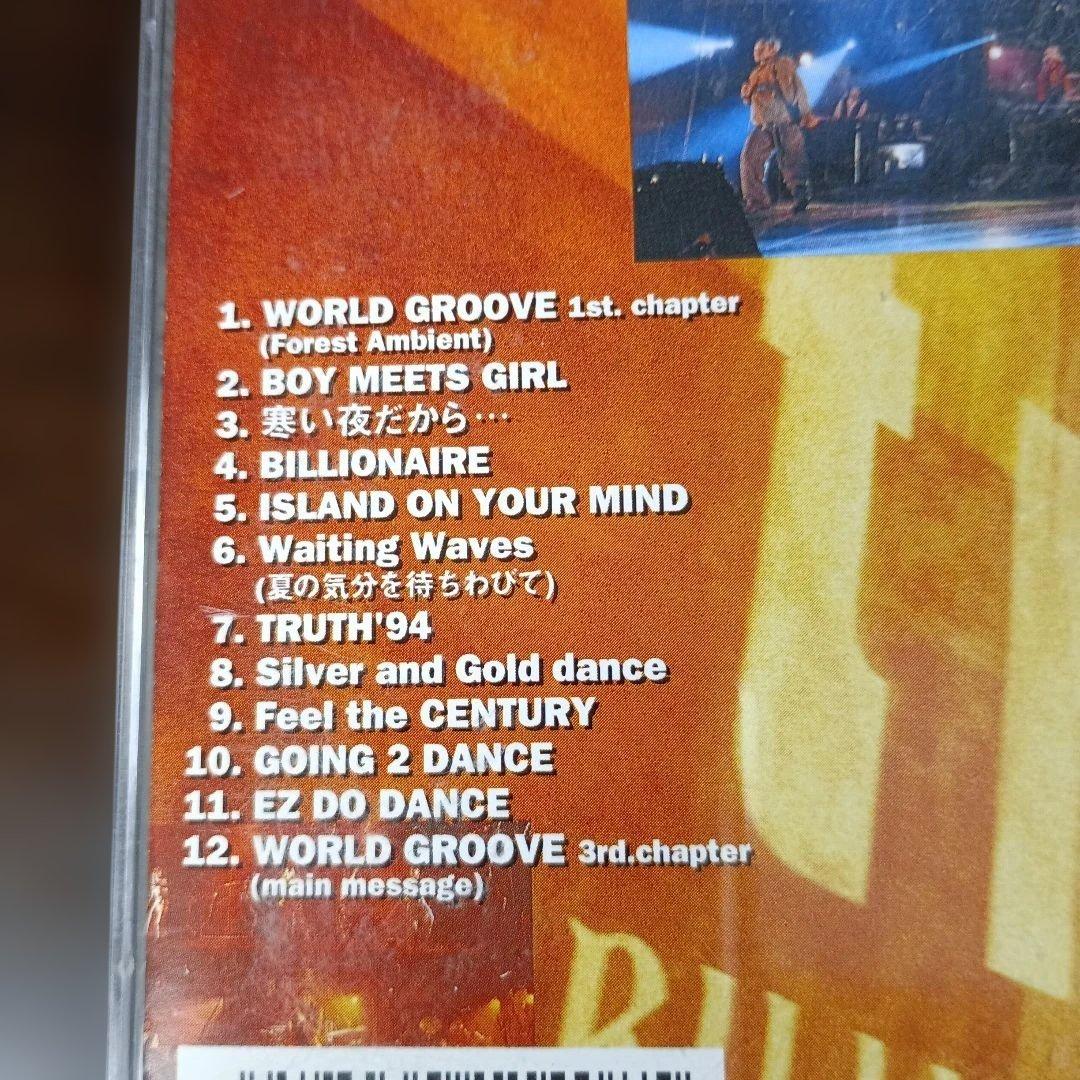 1. WORLD GROOVE 1st. chapter
(Forest Ambient)
2. BOY MEETS GIRL
3. 寒い夜だから…
4. BILLIONAIRE
5. ISLAND ON YOUR MIND
6. Waiting Waves
(夏の気分を待ちわびて)
7. TRUTH'94
8. Silver and Gold dance
9. Feel the CENTURY
10. GOING 2 DANCE
11. EZ DO DANCE
12. WORLD GROOVE 3rd.chapter
(main message)